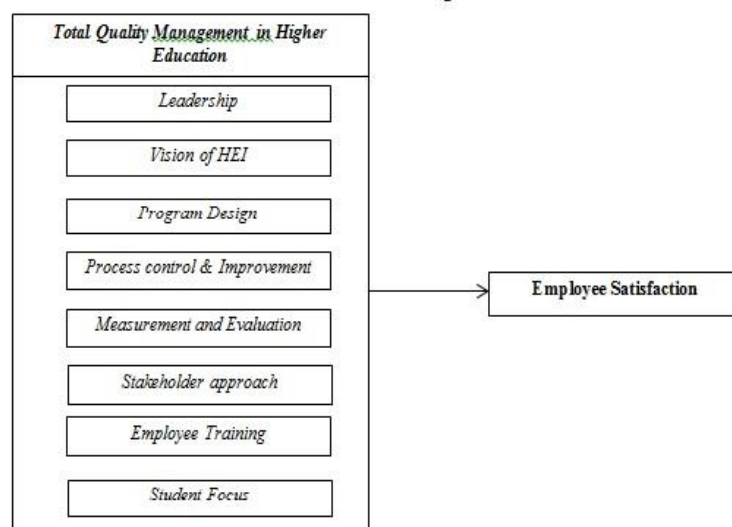 Total Quality Management in Higher
Education
Leadership
Vision of HEI
Program Design
Process control & Improvement
Measurement and Evaluation
Stakeholder approach
Employee Training
Student Focus
Employee Satisfaction